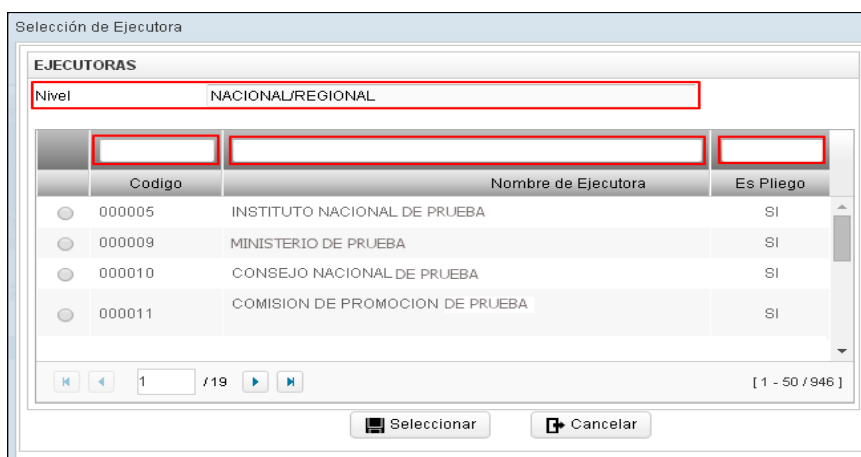 Selección de Ejecutora
EJECUTORAS
Nivel NACIONAL/REGIONAL
Codigo Nombre de Ejecutora Es Pliego
000005 INSTITUTO NACIONAL DE PRUEBA SI
000009 MINISTERIO DE PRUEBA SI
000010 CONSEJO NACIONAL DE PRUEBA SI
000011 COMISION DE PROMOCION DE PRUEBA SI
1 /19 [ 1 - 50 / 946 ]
Seleccionar Cancelar